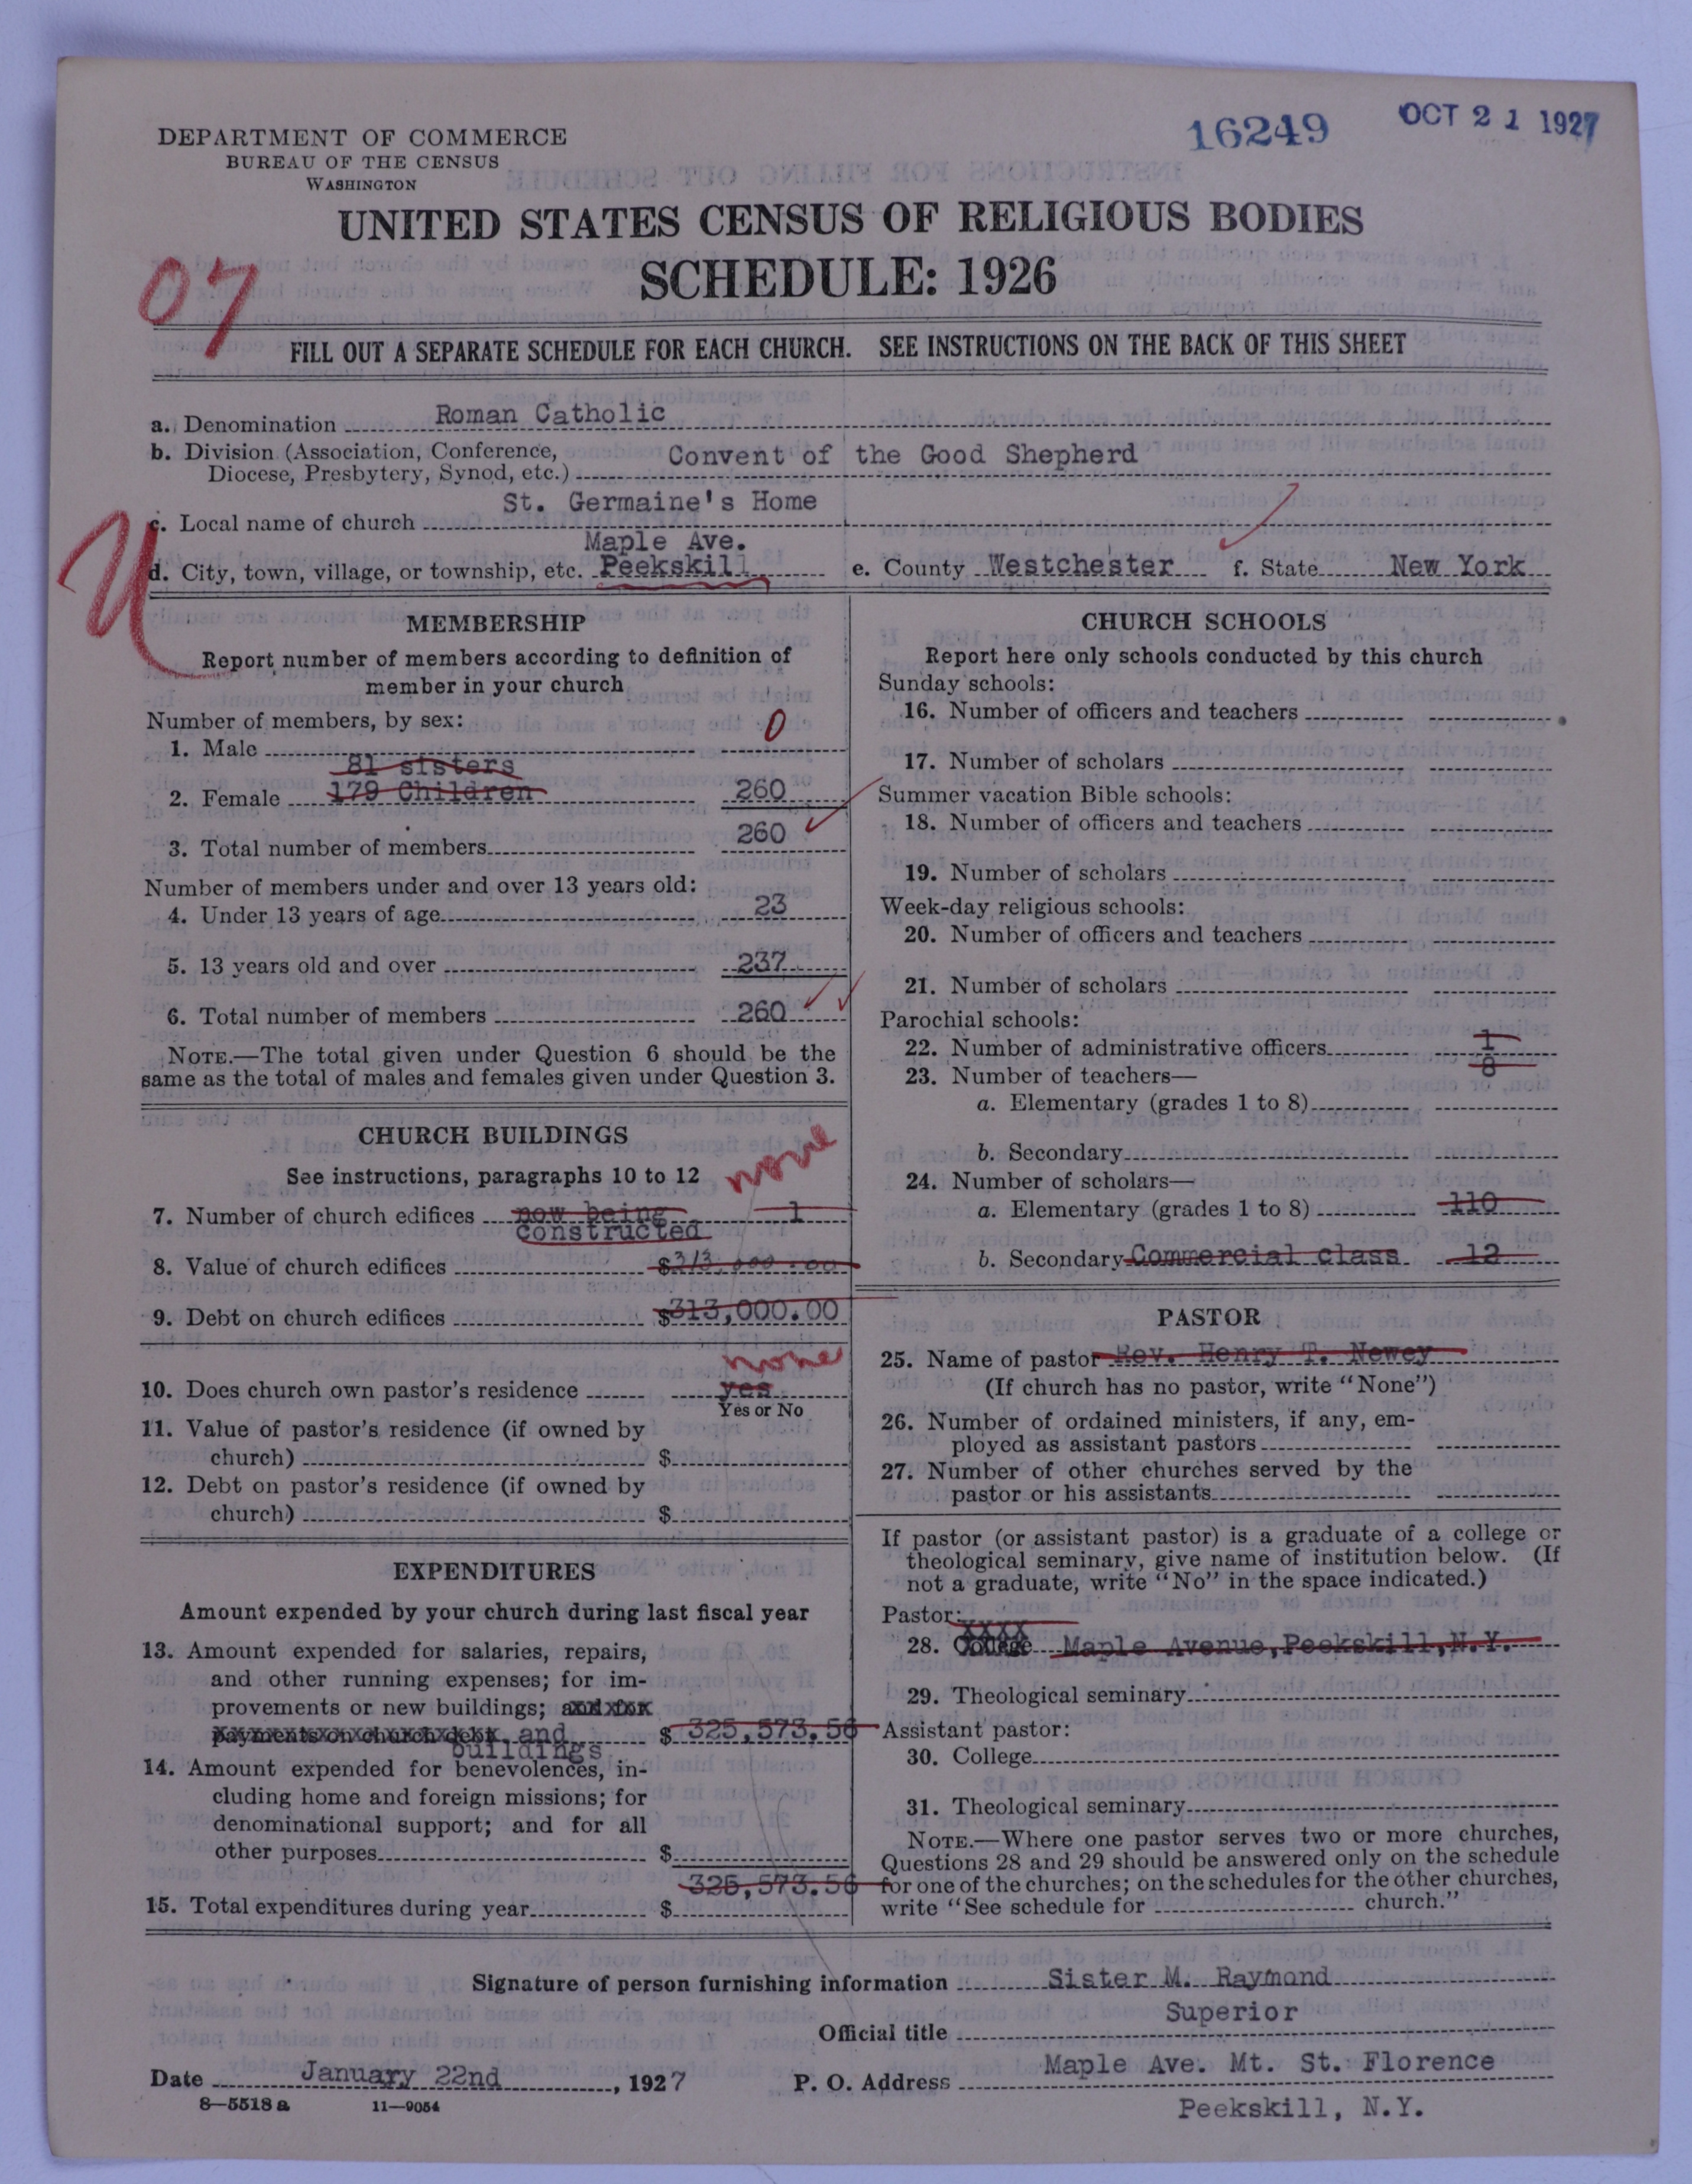 16249 OCT 21 1927
DEPARTMENT OF COMMERCE
BUREAU OF THE CENSUS
WASHINGTON
UNITED STATES CENSUS OF RELIGIOUS BODIES
SCHEDULE: 1926
07
FILL OUT A SEPARATE SCHEDULE FOR EACH CHURCH. SEE INSTRUCTIONS ON THE BACK OF THIS SHEET
a. Denomination Roman Catholic
b. Division (Association, Conference,
Diocese, Presbytery, Synod, etc.) Convent of the Good Shepherd
c. Local name of church St. Germaine's Home
Maple Ave.
d. City, town, village, or township, etc. Peekskill e. County Westchester f. State New York
U
MEMBERSHIP
Report number of members according to definition of
member in your church
Number of members, by sex:
1. Male 0
81 sisters
2. Female 179 Children 260
3. Total number of members 260
Number of members under and over 13 years old:
4. Under 13 years of age 23
5. 13 years old and over 237
6. Total number of members 260
NOTE.—The total given under Question 6 should be the
same as the total of males and females given under Question 3.
CHURCH BUILDINGS
See instructions, paragraphs 10 to 12
none
7. Number of church edifices now being 1
constructed
8. Value of church edifices $313,000.00
9. Debt on church edifices $313,000.00
none
10. Does church own pastor's residence yes
Yes or No
11. Value of pastor's residence (if owned by
church) $
12. Debt on pastor's residence (if owned by
church) $
EXPENDITURES
Amount expended by your church during last fiscal year
13. Amount expended for salaries, repairs,
and other running expenses; for im-
provements or new buildings; and for
payments on church debt and $325,573.56
buildings
14. Amount expended for benevolences, in-
cluding home and foreign missions; for
denominational support; and for all
other purposes $
325,573.56
15. Total expenditures during year $
CHURCH SCHOOLS
Report here only schools conducted by this church
Sunday schools:
16. Number of officers and teachers
17. Number of scholars
Summer vacation Bible schools:
18. Number of officers and teachers
19. Number of scholars
Week-day religious schools:
20. Number of officers and teachers
21. Number of scholars
Parochial schools:
22. Number of administrative officers 1
23. Number of teachers— 8
a. Elementary (grades 1 to 8)
b. Secondary
24. Number of scholars—
a. Elementary (grades 1 to 8) 110
b. Secondary Commercial class 12
PASTOR
25. Name of pastor Rev. Henry T. Newey
(If church has no pastor, write "None")
26. Number of ordained ministers, if any, em-
ployed as assistant pastors
27. Number of other churches served by the
pastor or his assistants
If pastor (or assistant pastor) is a graduate of a college or
theological seminary, give name of institution below. (If
not a graduate, write "No" in the space indicated.)
Pastor:
xxxx
28. College Maple Avenue, Peekskill, N.Y.
29. Theological seminary
Assistant pastor:
30. College
31. Theological seminary
NOTE.—Where one pastor serves two or more churches,
Questions 28 and 29 should be answered only on the schedule
for one of the churches; on the schedules for the other churches,
write "See schedule for church."
Signature of person furnishing information Sister M. Raymond
Official title Superior
Date January 22nd, 1927 P. O. Address Maple Ave. Mt. St. Florence
8—5518a 11—9054 Peekskill, N.Y.